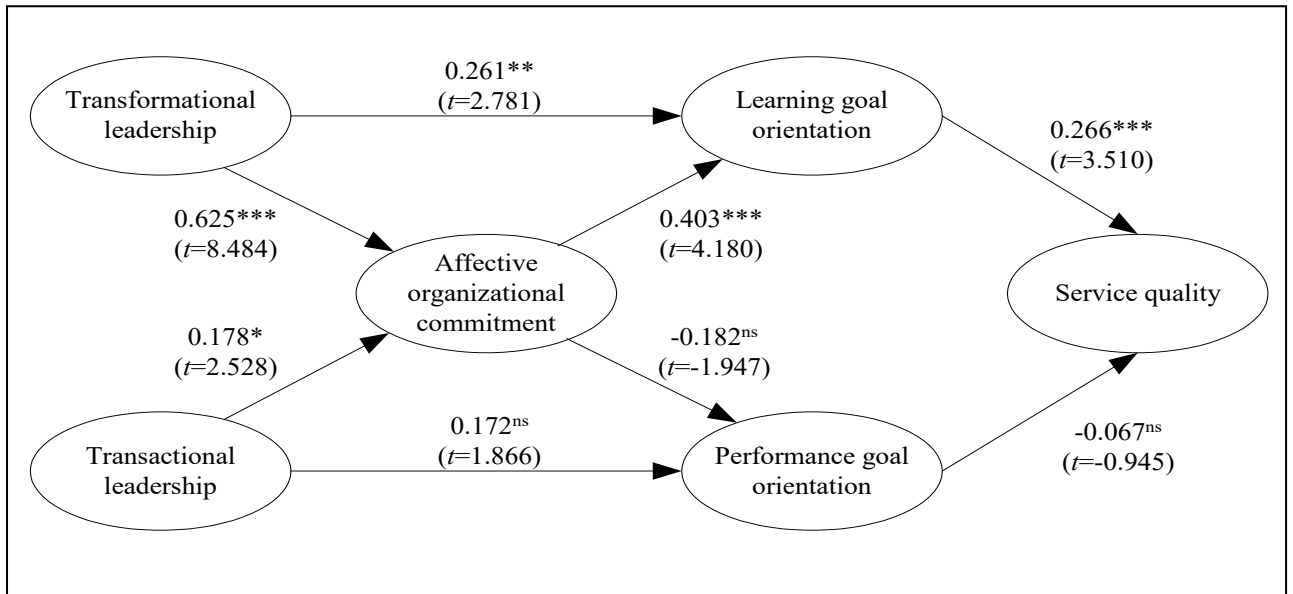 0.261**
(t=2.781)
Transformational
leadership
Learning goal
orientation
0.266***
(t=3.510)
0.625***
(t=8.484)
0.403***
(t=4.180)
Affective
organizational
commitment
Service quality
0.178*
(t=2.528)
-0.182ns
(t=-1.947)
0.172ns
(t=1.866)
-0.067ns
(t=-0.945)
Transactional
leadership
Performance goal
orientation